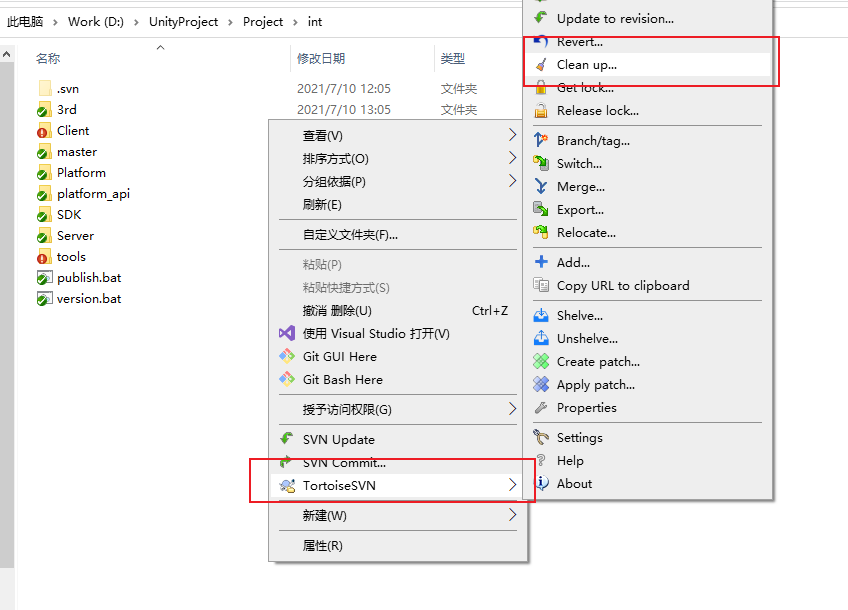 此电脑 > Work (D:) > UnityProject > Project > int
名称
修改日期
类型
.svn
2021/7/10 12:05
文件夹
3rd
2021/7/10 13:05
文件夹
Client
master
Platform
platform_api
SDK
Server
tools
publish.bat
version.bat
查看(V)
排序方式(O)
分组依据(P)
刷新(E)
自定义文件夹(F)...
粘贴(P)
粘贴快捷方式(S)
撤消 删除(U) Ctrl+Z
使用 Visual Studio 打开(V)
Git GUI Here
Git Bash Here
授予访问权限(G)
SVN Update
SVN Commit...
TortoiseSVN
新建(W)
属性(R)
Update to revision...
Revert...
Clean up...
Get lock...
Release lock...
Branch/tag...
Switch...
Merge...
Export...
Relocate...
Add...
Copy URL to clipboard
Shelve...
Unshelve...
Create patch...
Apply patch...
Properties
Settings
Help
About